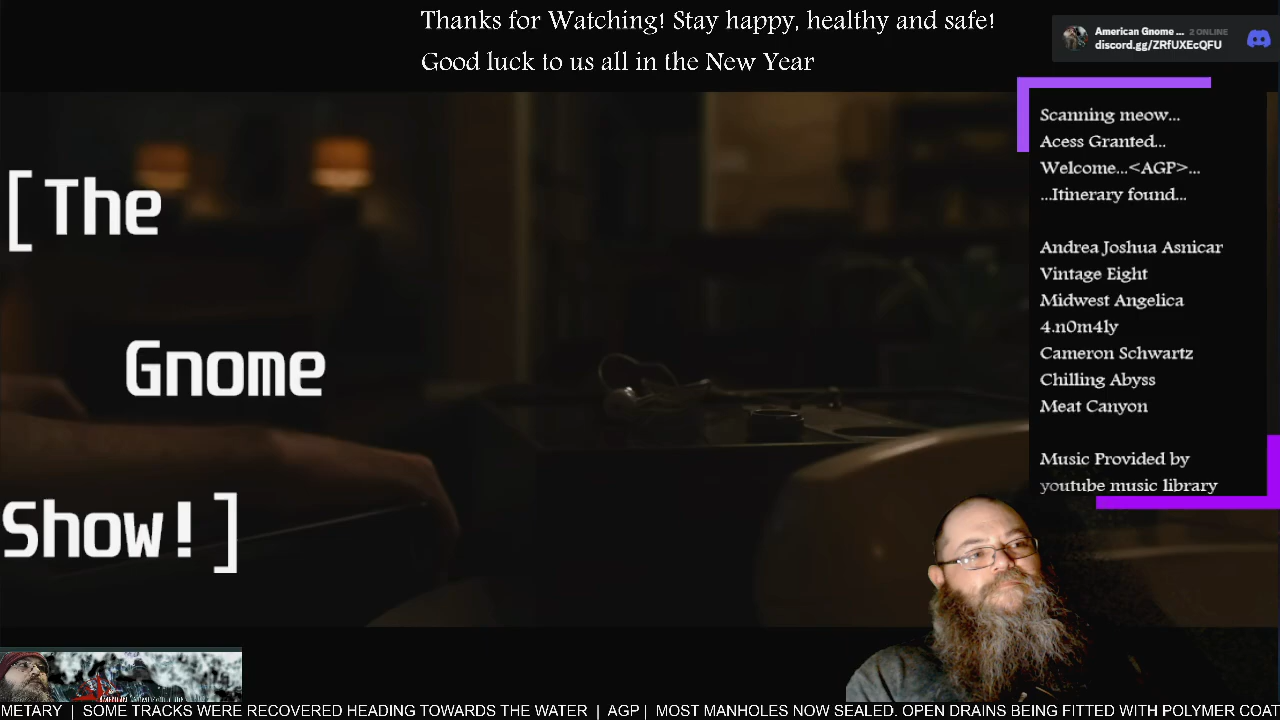 Thanks for Watching! Stay happy, healthy and safe!
Good luck to us all in the New Year
American Gnome ... 2 ONLINE
discord.gg/ZRfUXEcQFU
[The
Gnome
Show!]
Scanning meow...
Acess Granted...
Welcome...<AGP>...
...Itinerary found...
Andrea Joshua Asnicar
Vintage Eight
Midwest Angelica
4.n0m4ly
Cameron Schwartz
Chilling Abyss
Meat Canyon
Music Provided by
youtube music library
METARY | SOME TRACKS WERE RECOVERED HEADING TOWARDS THE WATER | AGP | MOST MANHOLES NOW SEALED. OPEN DRAINS BEING FITTED WITH POLYMER COAT